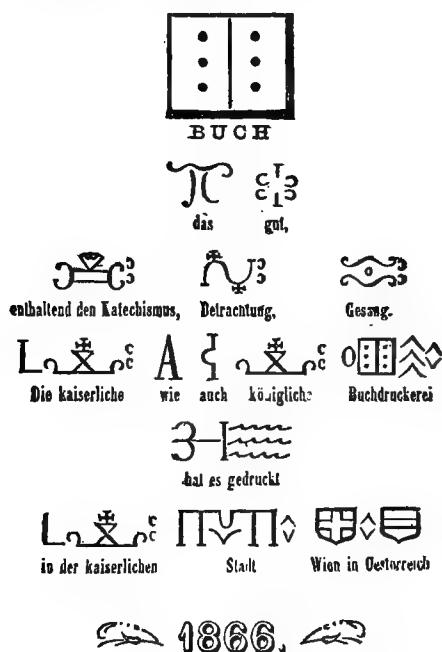 BUCH
das gut,
enthaltend den Katechismus, Betrachtung, Gesang.
Die kaiserliche wie auch königliche Buchdruckerei
hat es gedruckt
in der kaiserlichen Stadt Wien in Oesterreich
1866.